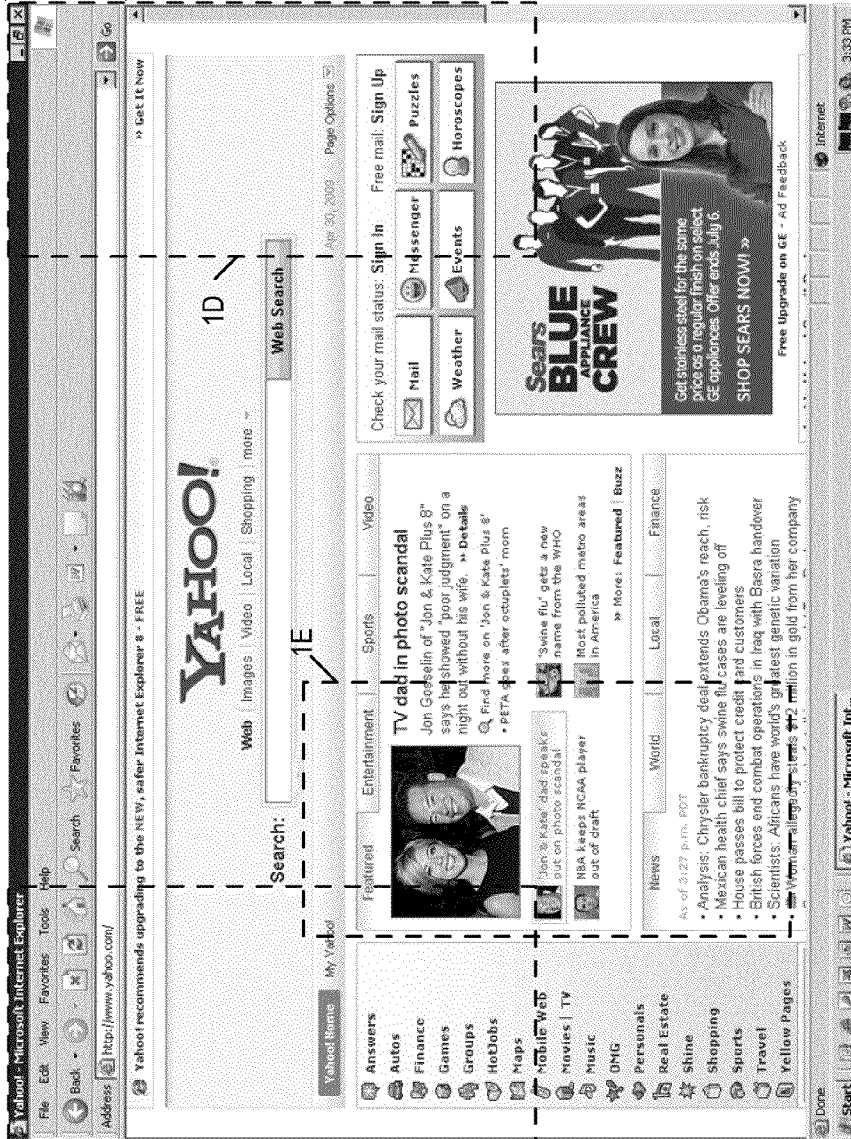 Yahoo! - Microsoft Internet Explorer
File Edit View Favorites Tools Help
Back Search Favorites
Address http://www.yahoo.com/ Go
Yahoo! recommends upgrading to the NEW, safer Internet Explorer 8 - FREE » Get It Now
YAHOO!
Web Images Video Local Shopping more
Search: Web Search
1D
1E
Yahoo! Home My Yahoo! Apr 30, 2009 Page Options
Answers
Autos
Finance
Games
Groups
HotJobs
Maps
Mobile Web
Movies | TV
Music
OMG
Personals
Real Estate
Shine
Shopping
Sports
Travel
Yellow Pages
Featured Entertainment Sports Video
TV dad in photo scandal
Jon Gosselin of "Jon & Kate Plus 8"
says he showed "poor judgment" on a
night out without his wife. » Details
Find more on 'Jon & Kate Plus 8'
• PETA goes after octuplets' mom
'Jon & Kate' dad speaks
out on photo scandal
'Swine flu' gets a new
name from the WHO
NBA keeps NCAA player
out of draft
Most polluted metro areas
in America
» More: Featured | Buzz
News World Local Finance
As of 3:27 p.m. PDT
• Analysis: Chrysler bankruptcy deal extends Obama's reach, risk
• Mexican health chief says swine flu cases are leveling off
• House passes bill to protect credit card customers
• British forces end combat operations in Iraq with Basra handover
• Scientists: Africans have world's greatest genetic variation
• Woman allegedly steals $12 million in gold from her company
Check your mail status: Sign In Free mail: Sign Up
Mail Messenger Puzzles
Weather Events Horoscopes
Sears
BLUE
APPLIANCE
CREW
Get stainless steel for the same
price as a regular finish on select
GE appliances. Offer ends July 6.
SHOP SEARS NOW! »
Free Upgrade on GE - Ad Feedback
Done Internet
Start Yahoo! - Microsoft Int... 3:33 PM